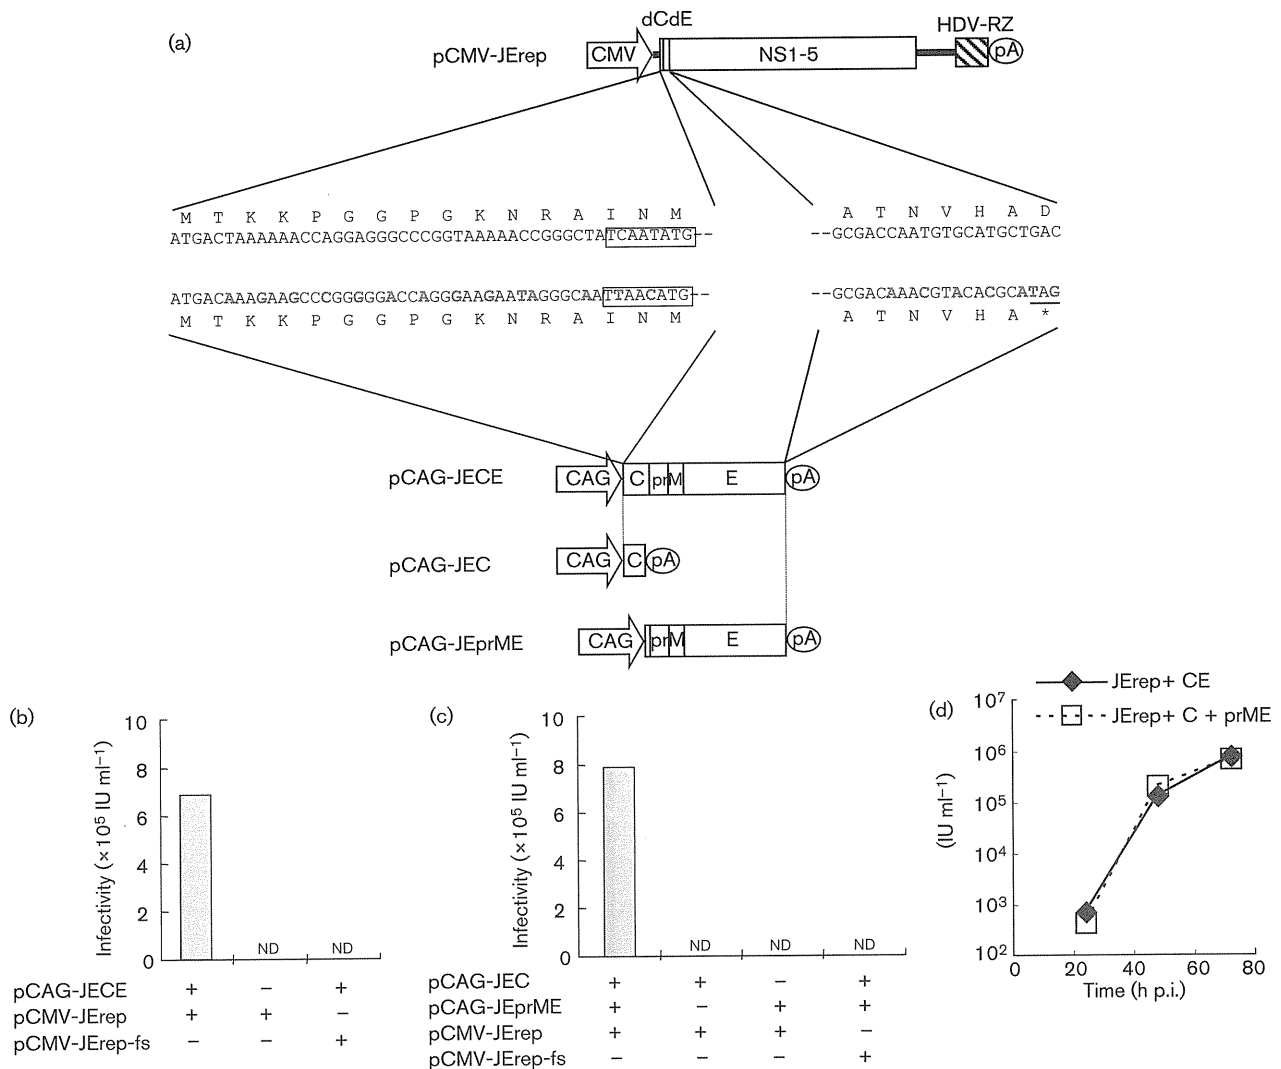 (a)
dCdE
HDV-RZ
pCMV-JErep
CMV
NS1-5
pA
M T K K P G G P G K N R A I N M
A T N V H A D
ATGACTAAAAAACCAGGAGGGCCCGGTAAAAACCGGGCTATCAATATG--
--GCGACCAATGTGCATGCTGAC
ATGACAAAGAAGCCCGGGGGACCAGGGAAGAATAGGGCAATTAACATG--
--GCGACAAACGTACACGCATAG
M T K K P G G P G K N R A I N M
A T N V H A *
pCAG-JECE
CAG
C
pr
M
E
pA
pCAG-JEC
CAG
C
pA
pCAG-JEprME
CAG
pr
M
E
pA
(b)
Infectivity (×10⁵ IU ml⁻¹)
10
8
6
4
2
0
ND
ND
pCAG-JECE + − +
pCMV-JErep + + −
pCMV-JErep-fs − − +
(c)
Infectivity (×10⁵ IU ml⁻¹)
10
8
6
4
2
0
ND
ND
ND
pCAG-JEC + + − +
pCAG-JEprME + − + +
pCMV-JErep + + + −
pCMV-JErep-fs − − − +
(d)
JErep+ CE
JErep+ C + prME
(IU ml⁻¹)
10⁷
10⁶
10⁵
10⁴
10³
10²
0 20 40 60 80
Time (h p.i.)